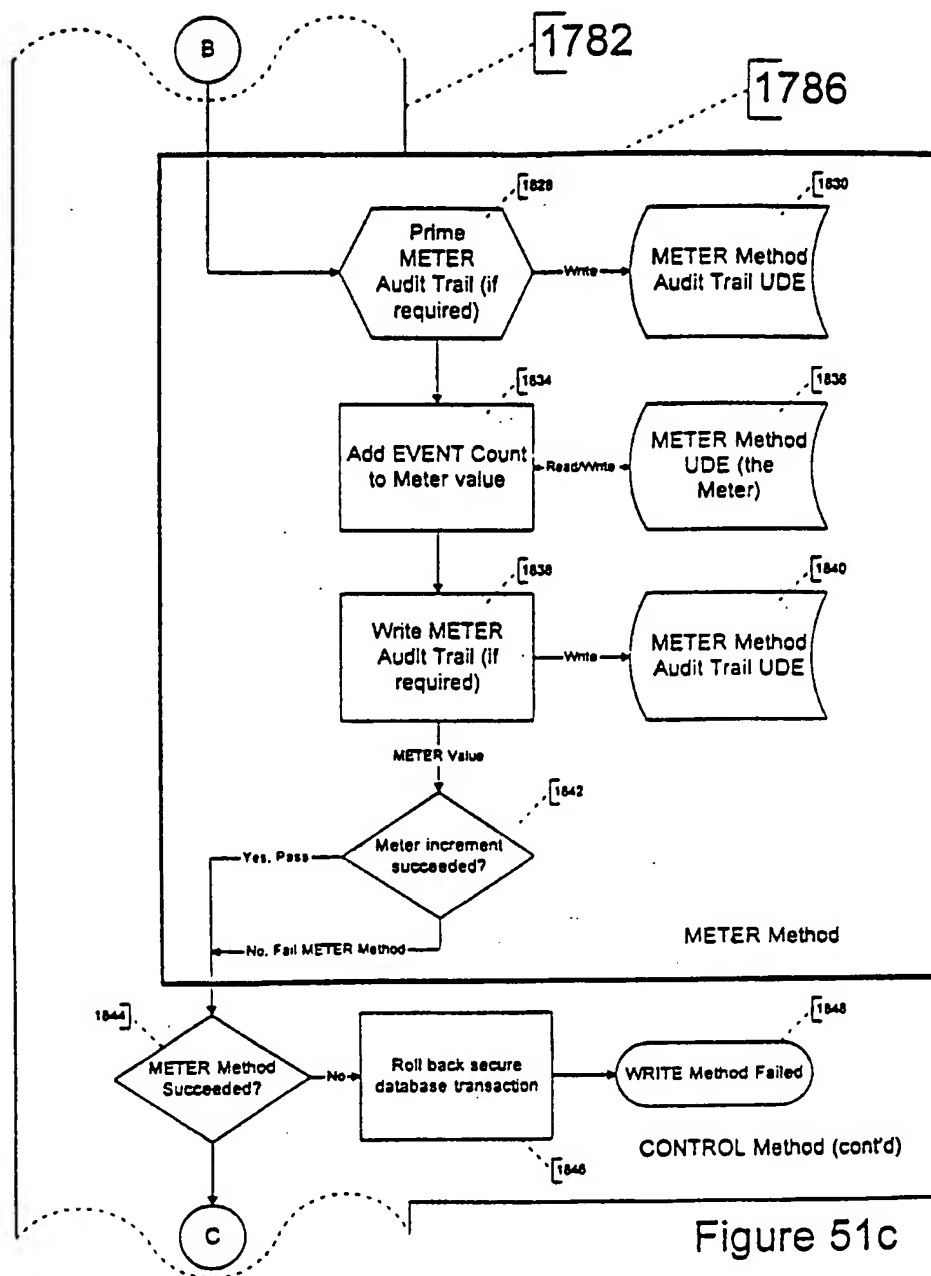 B
1782
1786
1828
Prime
METER
Audit Trail (if
required)
Write
1830
METER Method
Audit Trail UDE
1834
Add EVENT Count
to Meter value
Read/Write
1836
METER Method
UDE (the
Meter)
1838
Write METER
Audit Trail (if
required)
Write
1840
METER Method
Audit Trail UDE
METER Value
1842
Meter increment
succeeded?
Yes, Pass
No, Fail METER Method
METER Method
1844
METER Method
Succeeded?
No
Roll back secure
database transaction
1846
1848
WRITE Method Failed
CONTROL Method (cont'd)
C
Figure 51c